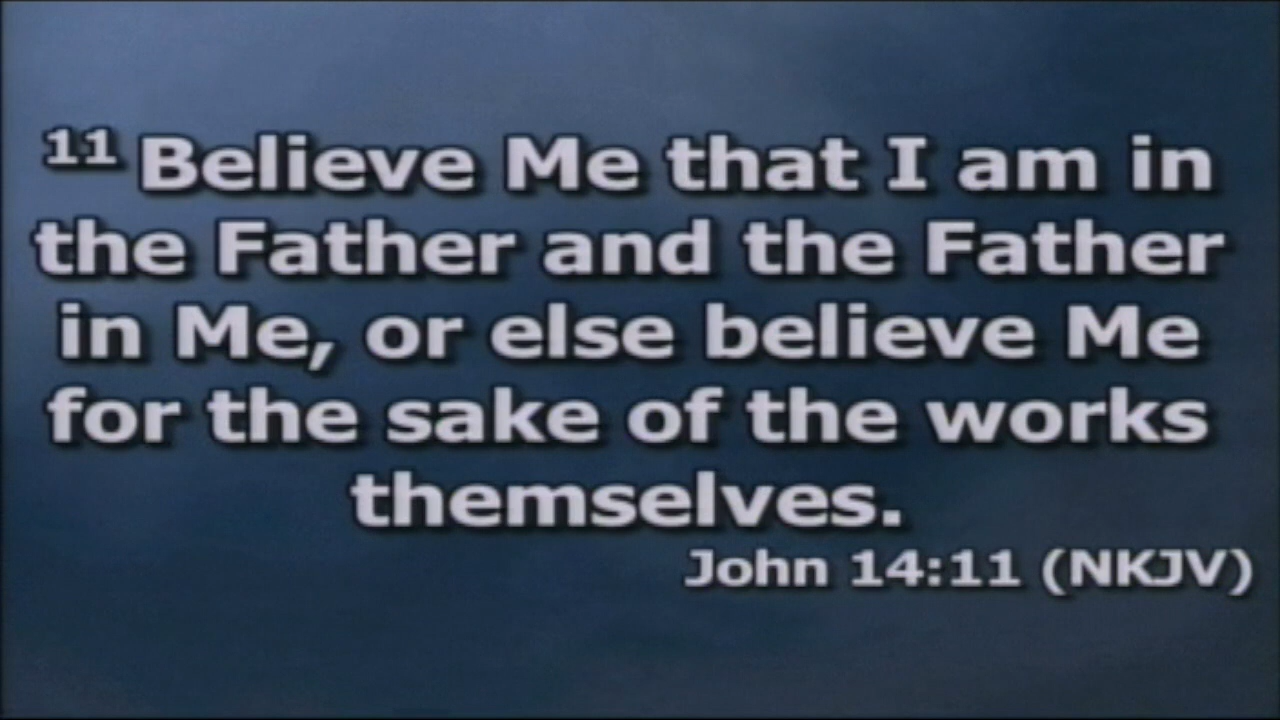 11 Believe Me that I am in
the Father and the Father
in Me, or else believe Me
for the sake of the works
themselves.
John 14:11 (NKJV)